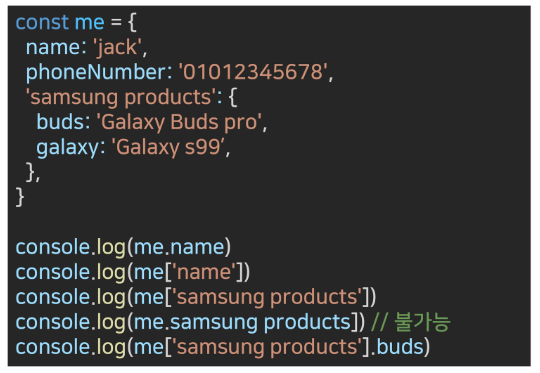 const me = {
name: 'jack',
phoneNumber: '01012345678',
'samsung products': {
buds: 'Galaxy Buds pro',
galaxy: 'Galaxy s99’,
},
}
console.log(me.name)
console.log(me['name'])
console.log(me['samsung products'])
console.log(me.samsung products]) // 불가능
console.log(me['samsung products'].buds)